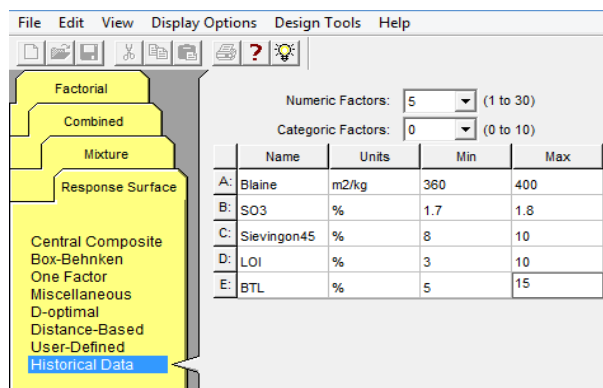 File Edit View Display Options Design Tools Help
Factorial
Combined
Mixture
Response Surface
Central Composite
Box-Behnken
One Factor
Miscellaneous
D-optimal
Distance-Based
User-Defined
Historical Data
Numeric Factors: 5 (1 to 30)
Categoric Factors: 0 (0 to 10)
Name Units Min Max
A: Blaine m2/kg 360 400
B: SO3 % 1.7 1.8
C: Sievingon45 % 8 10
D: LOI % 3 10
E: BTL % 5 15